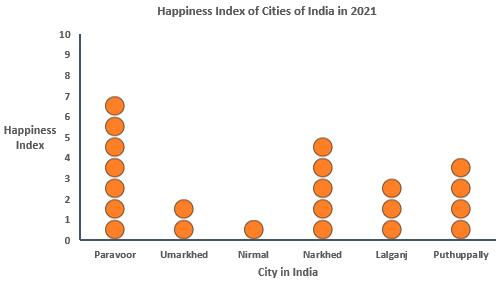 Happiness Index of Cities of India in 2021
10
9
8
7
6
5
4
3
2
1
0
Happiness
Index
Paravoor Umarkhed Nirmal Narkhed Lalganj Puthuppally
City in India